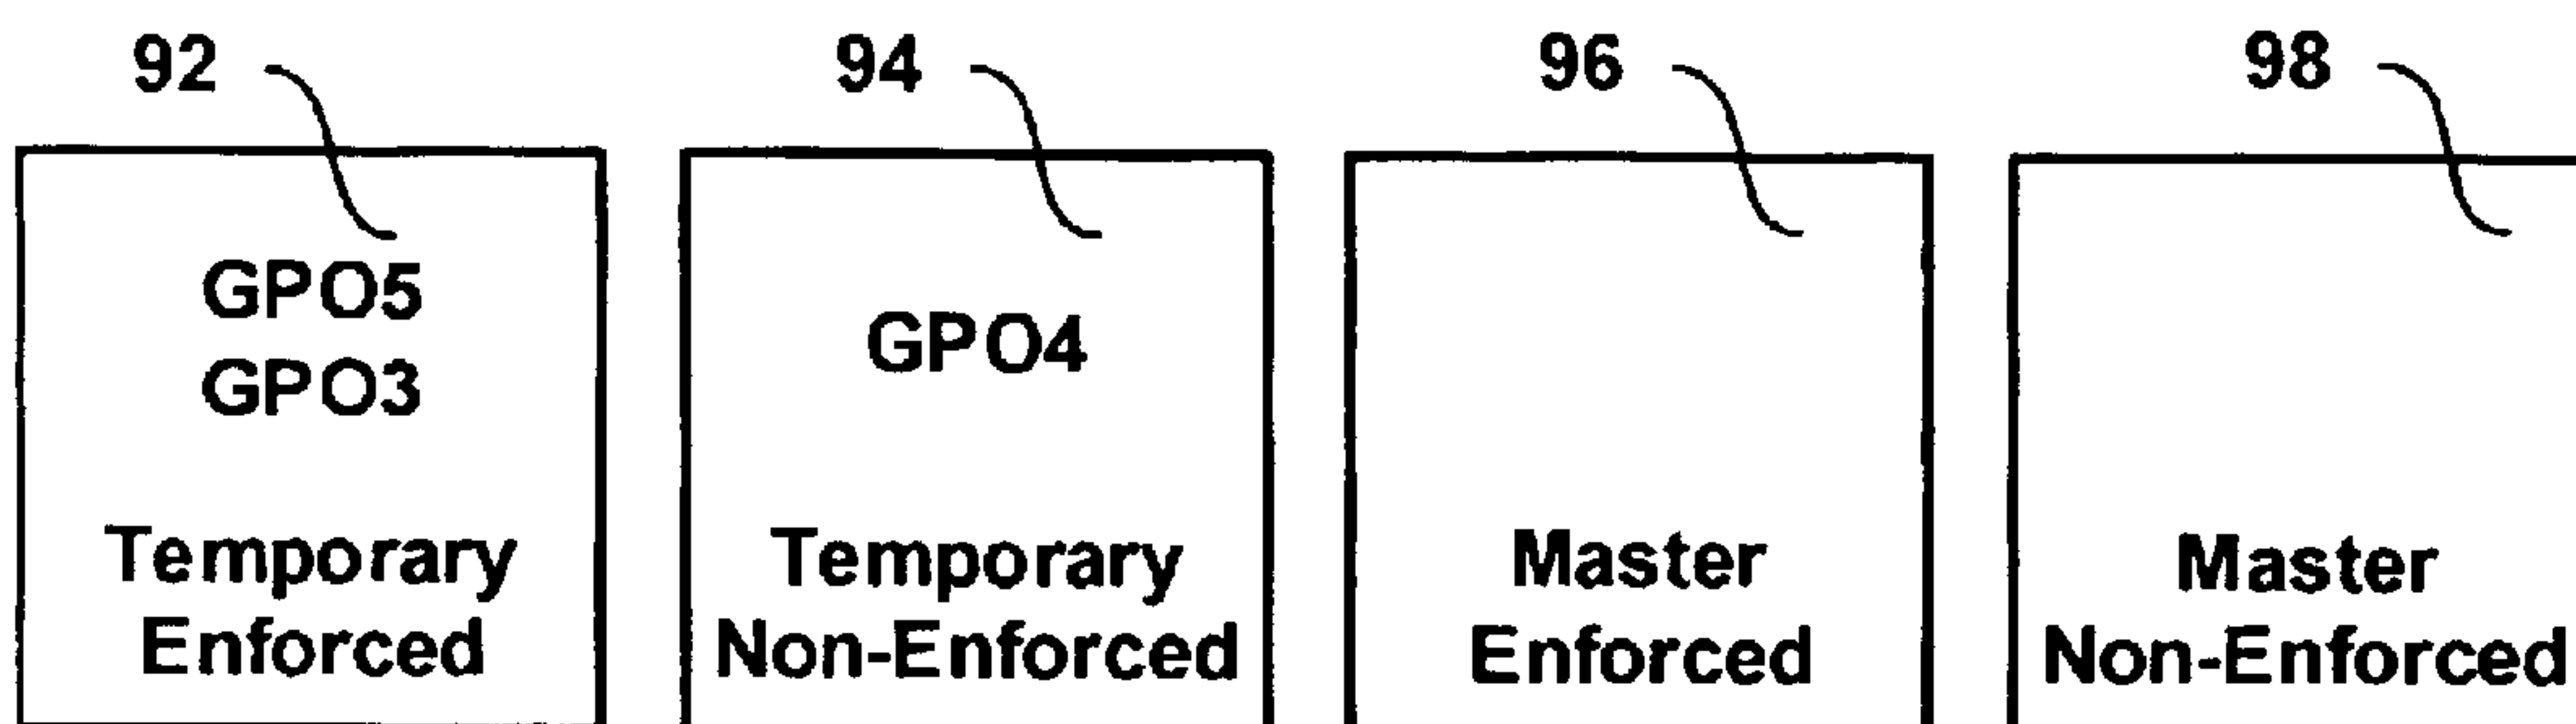 92
94
96
98
GPO5
GPO3
GPO4
Temporary
Enforced
Temporary
Non-Enforced
Master
Enforced
Master
Non-Enforced